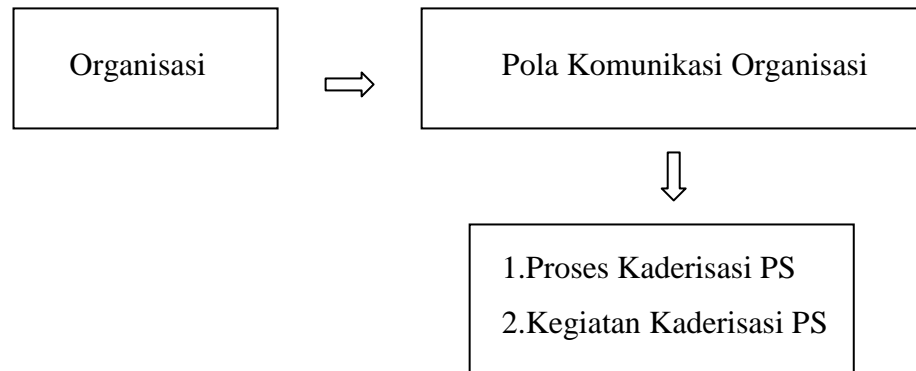 Organisasi
Pola Komunikasi Organisasi
1.Proses Kaderisasi PS
2.Kegiatan Kaderisasi PS